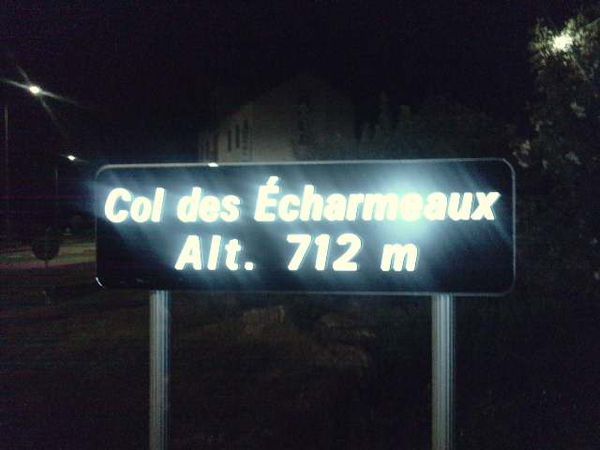 Col des Écharmeaux
Alt. 712 m